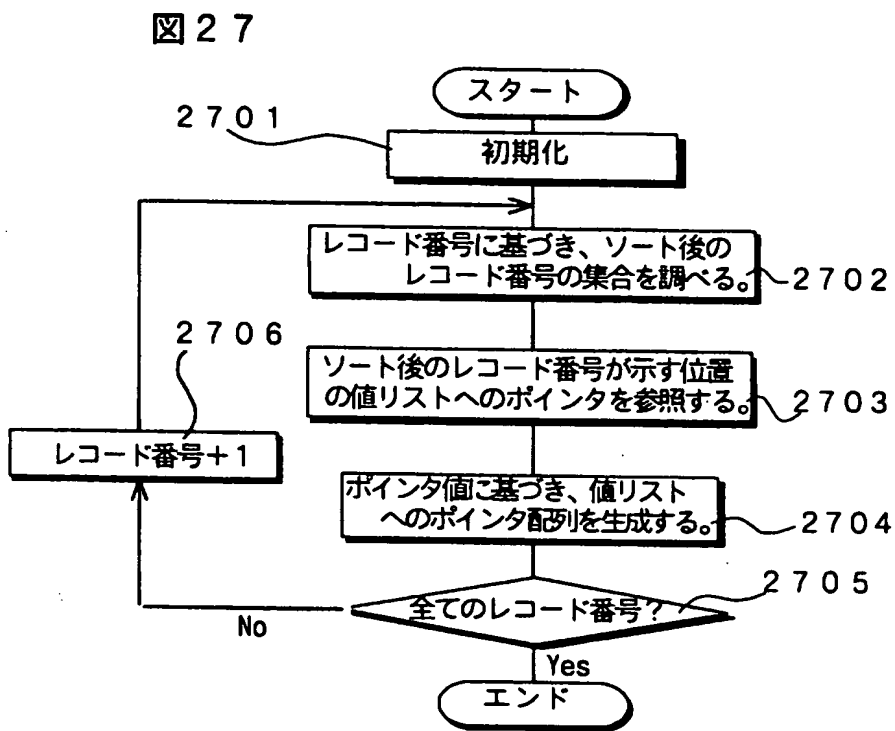 図27
スタート
2701
初期化
レコード番号に基づき、ソート後の
レコード番号の集合を調べる。
2702
ソート後のレコード番号が示す位置
の値リストへのポインタを参照する。
2703
ポインタ値に基づき、値リスト
へのポインタ配列を生成する。
2704
全てのレコード番号?
2705
2706
レコード番号+1
No
Yes
エンド